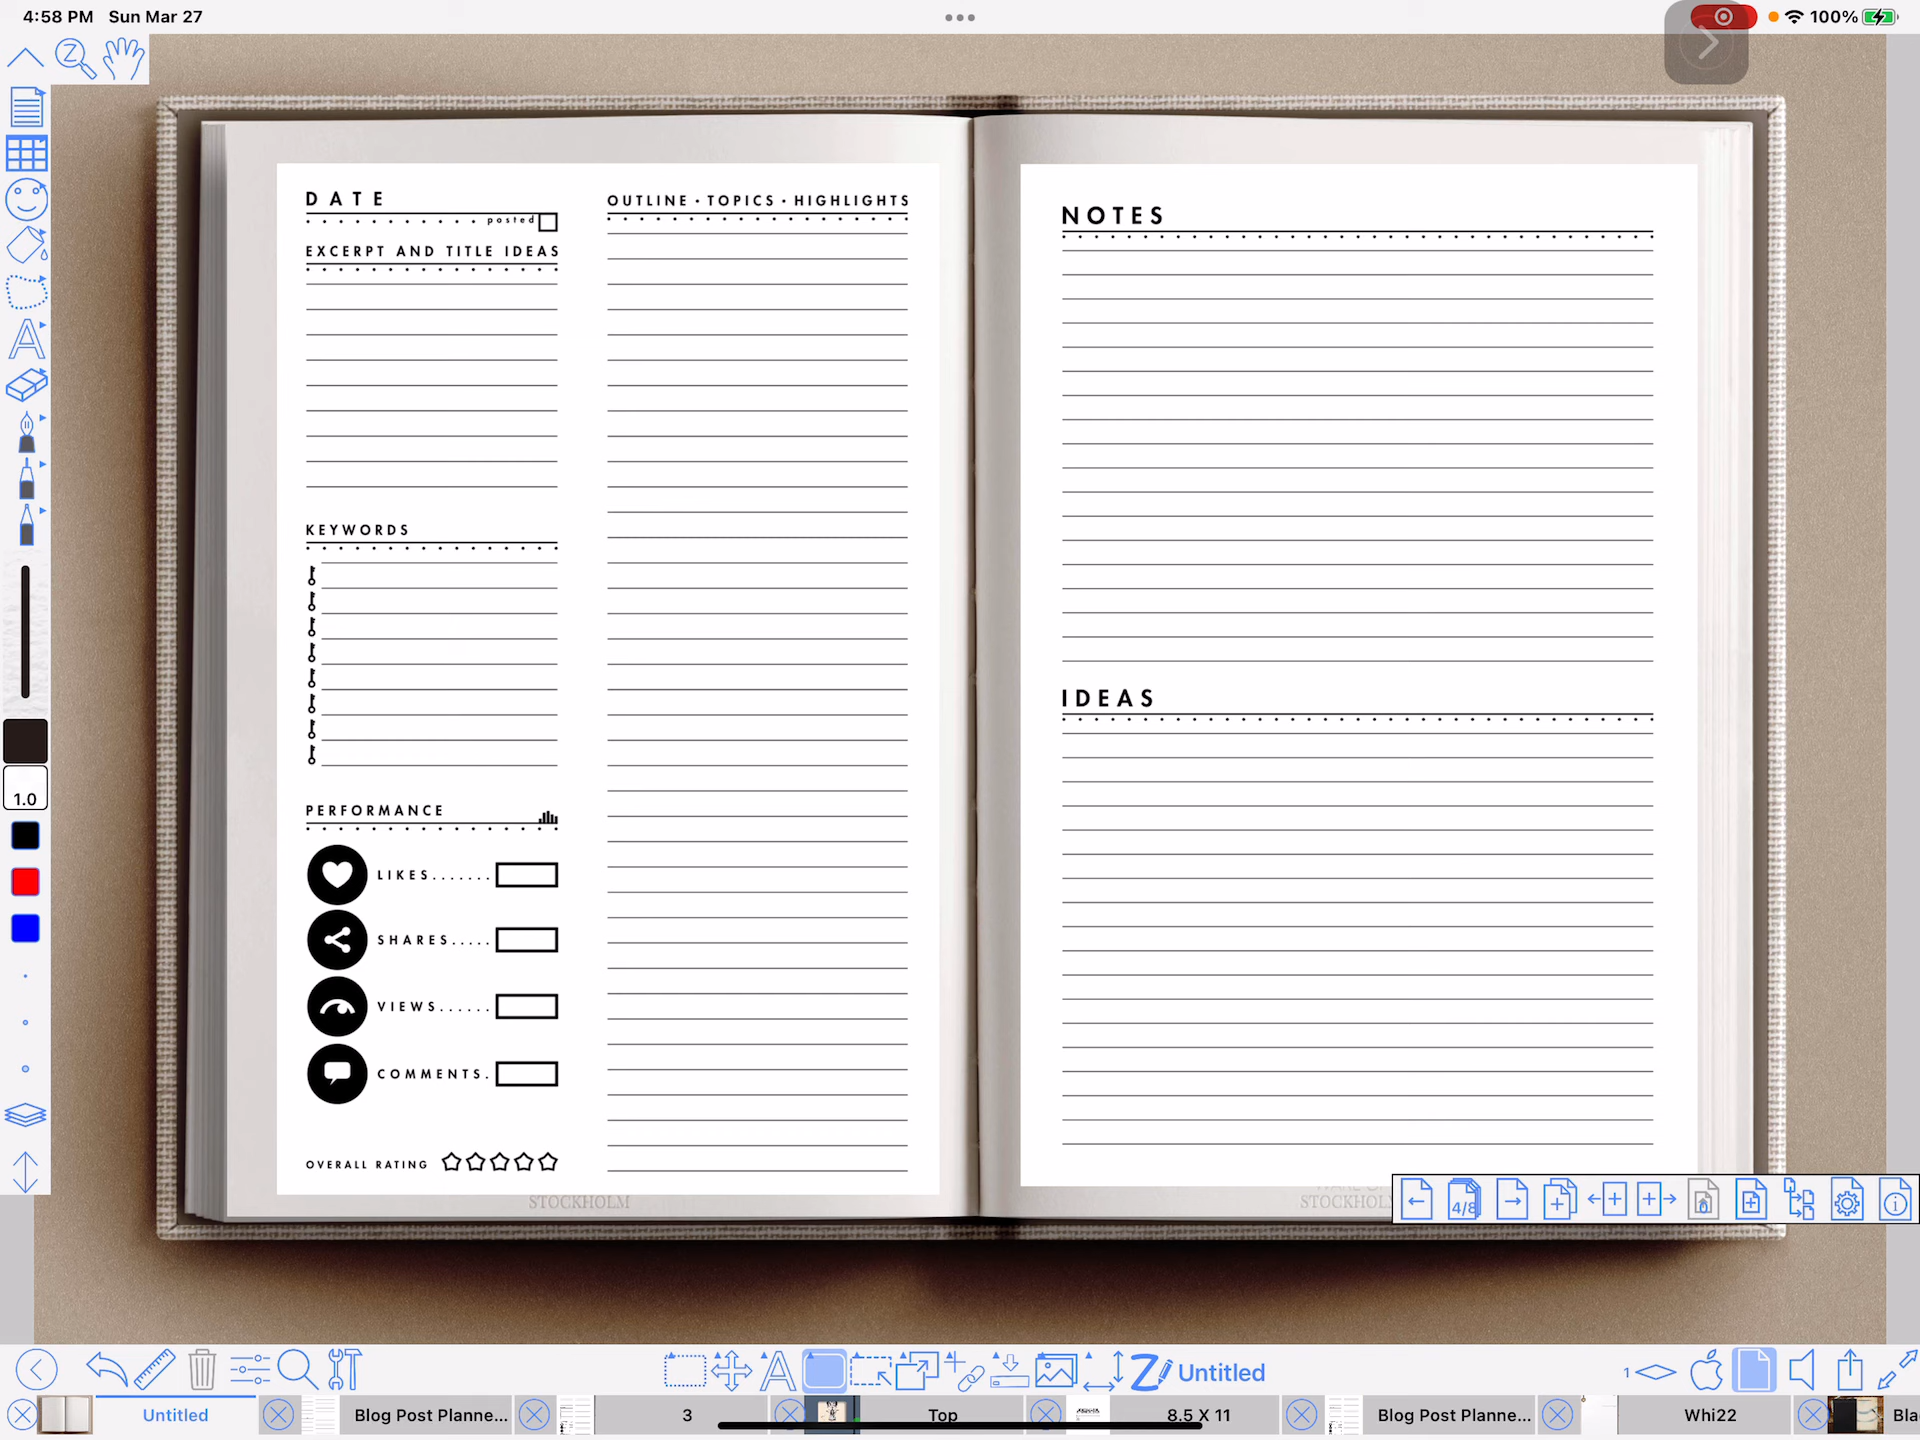 4:58 PM Sun Mar 27
100%
DATE
posted
EXCERPT AND TITLE IDEAS
KEYWORDS
PERFORMANCE
LIKES.......
SHARES.....
VIEWS......
COMMENTS.
OVERALL RATING
OUTLINE · TOPICS · HIGHLIGHTS
STOCKHOLM
NOTES
IDEAS
1.0
4/8
Untitled
1
Untitled
Blog Post Planne...
3
Top
8.5 X 11
Blog Post Planne...
Whi22
Bla